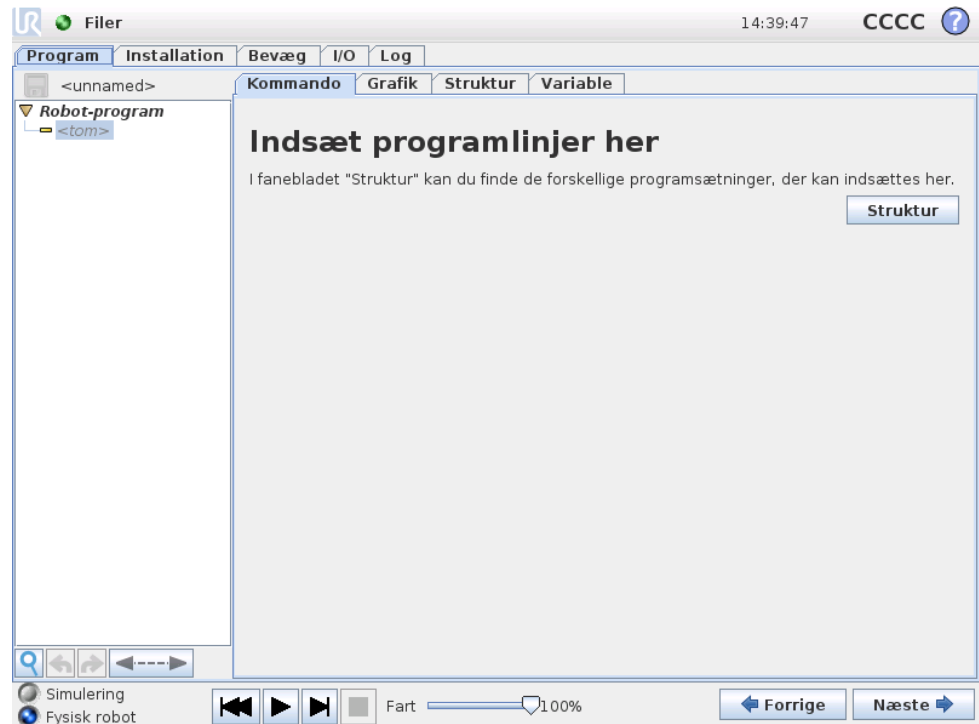 UR Filer 14:39:47 CCCC ?
Program Installation Bevæg I/O Log
<unnamed>
Kommando Grafik Struktur Variable
Robot-program
<tom>
Indsæt programlinjer her
I fanebladet "Struktur" kan du finde de forskellige programsætninger, der kan indsættes her.
Struktur
Simulering
Fysisk robot
Fart 100%
Forrige Næste